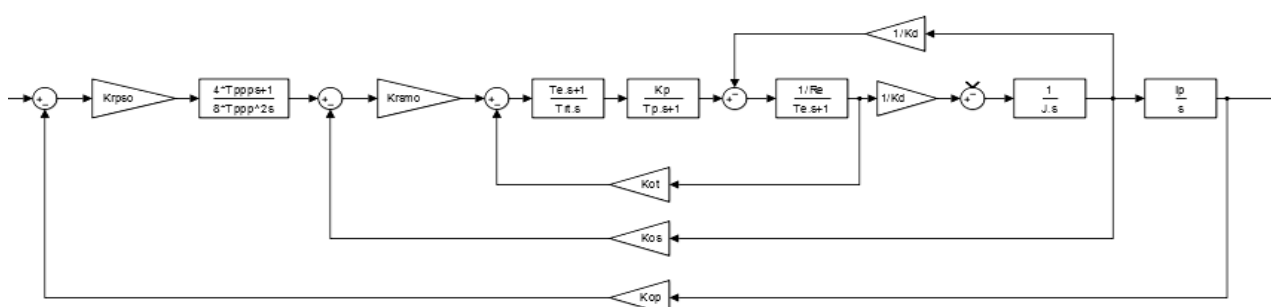 1/Kd
Krpso
4*Tppps+1
8*Tppp^2s
Krsmo
Te.s+1
Trt.s
Kp
Tp.s+1
1/Re
Te.s+1
1/Kd
1
J.s
Ip
s
Kot
Kos
Kop